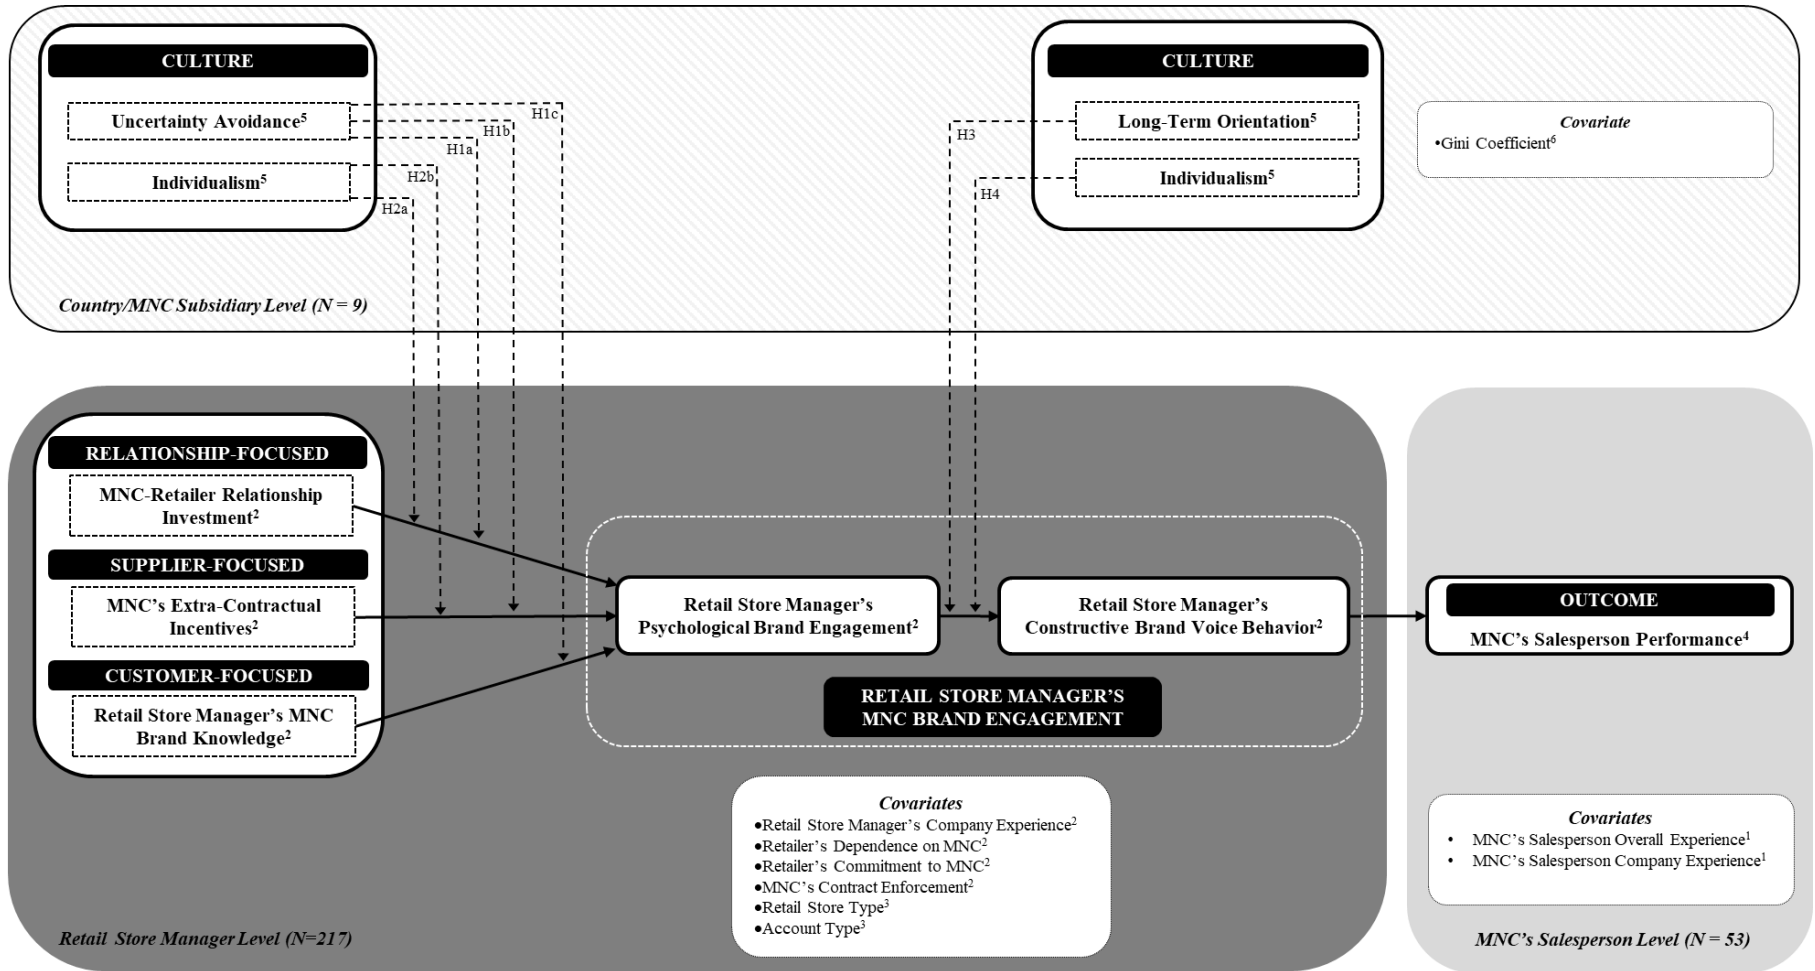 CULTURE
Uncertainty Avoidance⁵
Individualism⁵
H1c
H1b
H1a
H2b
H2a
CULTURE
Long-Term Orientation⁵
Individualism⁵
H3
H4
Covariate
•Gini Coefficient⁶
Country/MNC Subsidiary Level (N = 9)
RELATIONSHIP-FOCUSED
MNC-Retailer Relationship
Investment²
SUPPLIER-FOCUSED
MNC's Extra-Contractual
Incentives²
CUSTOMER-FOCUSED
Retail Store Manager's MNC
Brand Knowledge²
Retail Store Manager's
Psychological Brand Engagement²
Retail Store Manager's
Constructive Brand Voice Behavior²
RETAIL STORE MANAGER'S
MNC BRAND ENGAGEMENT
OUTCOME
MNC's Salesperson Performance⁴
Covariates
•Retail Store Manager's Company Experience²
•Retailer's Dependence on MNC²
•Retailer's Commitment to MNC²
•MNC's Contract Enforcement²
•Retail Store Type³
•Account Type³
Covariates
• MNC's Salesperson Overall Experience¹
• MNC's Salesperson Company Experience¹
Retail Store Manager Level (N=217)
MNC's Salesperson Level (N = 53)